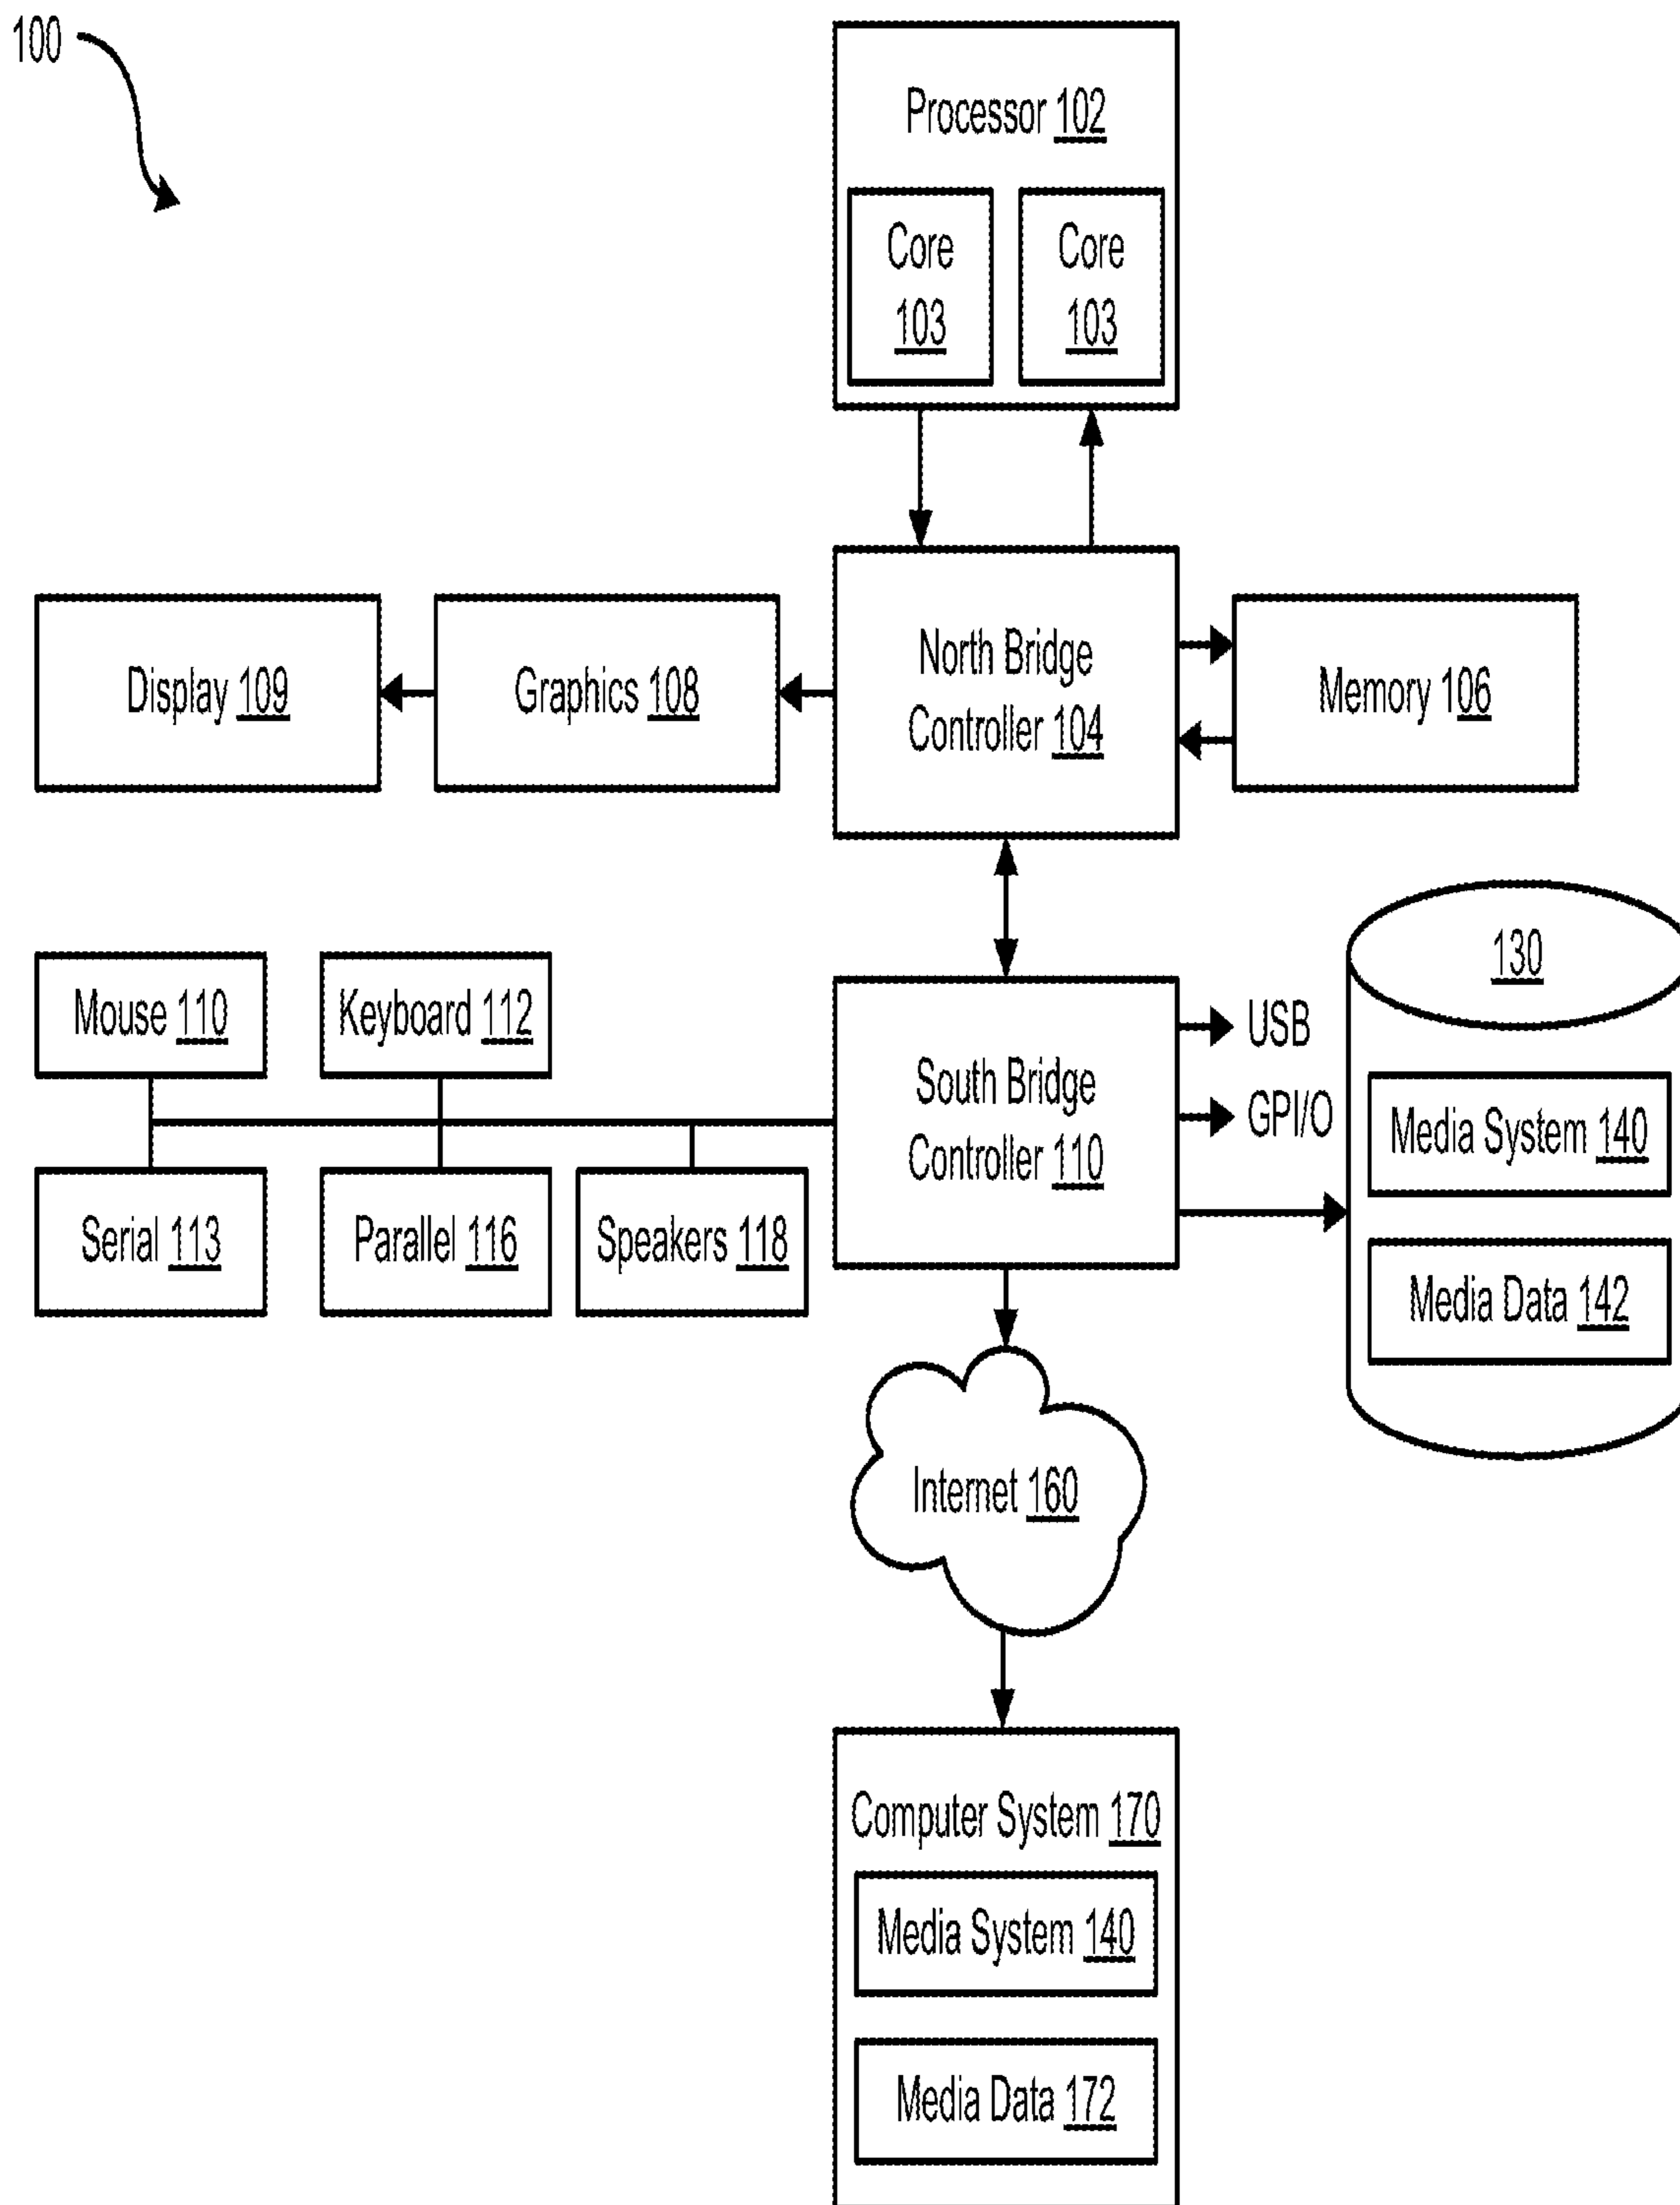 100
Processor 102
Core
103
Core
103
Display 109
Graphics 108
North Bridge
Controller 104
Memory 106
Mouse 110
Keyboard 112
Serial 113
Parallel 116
Speakers 118
South Bridge
Controller 110
USB
GPI/O
130
Media System 140
Media Data 142
Internet 160
Computer System 170
Media System 140
Media Data 172